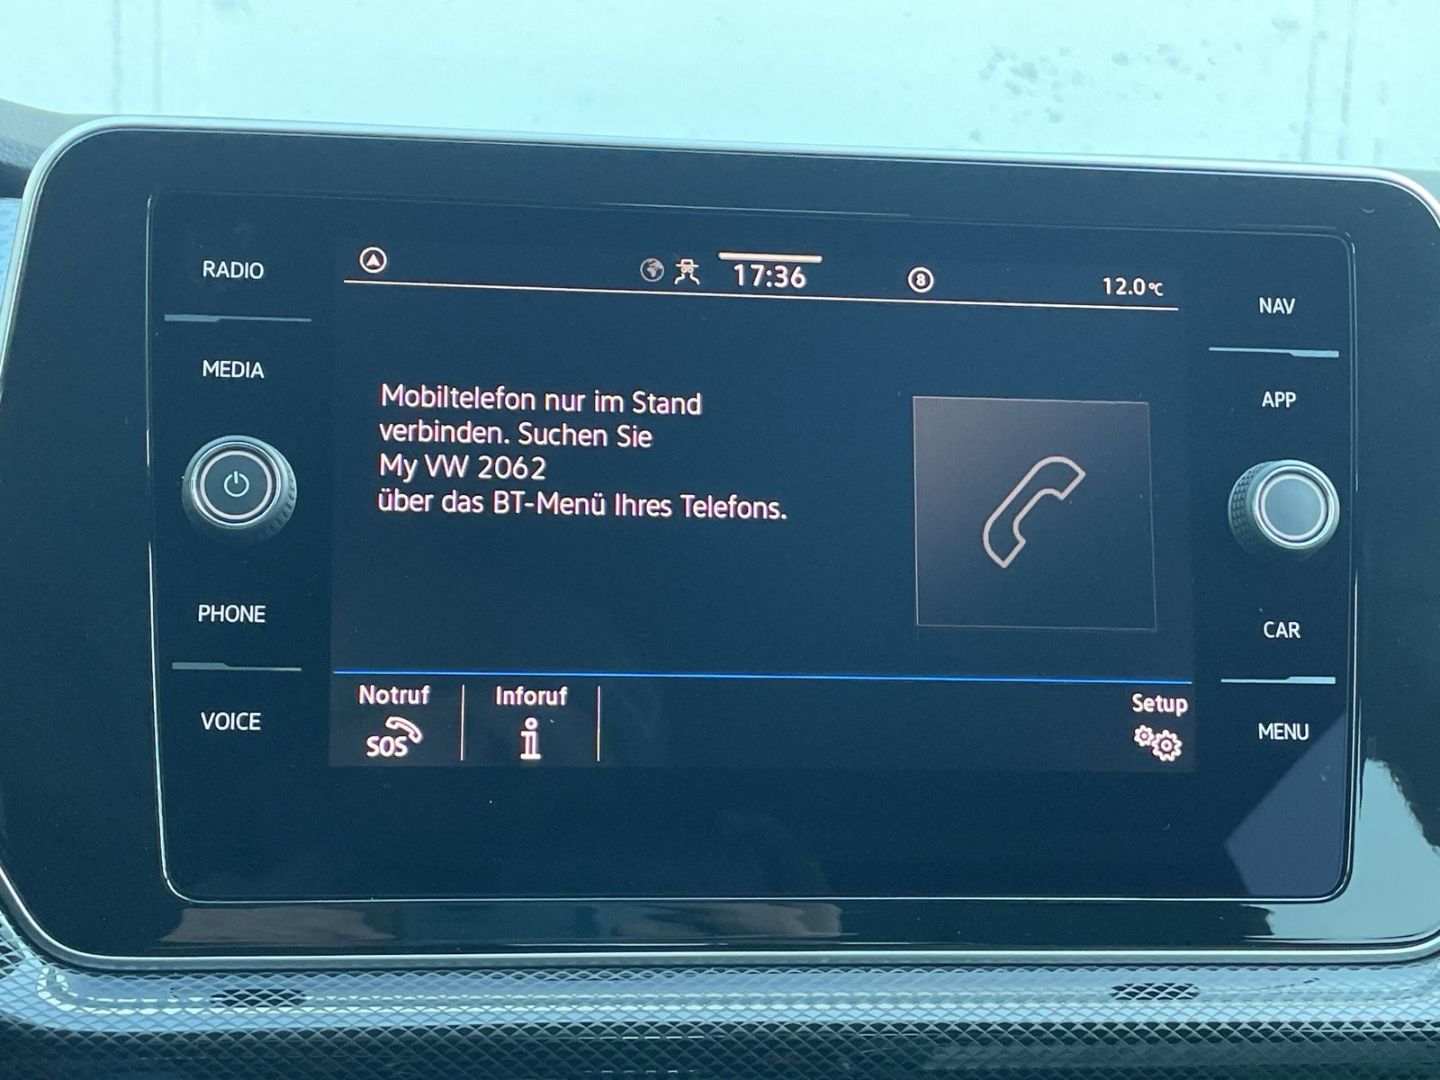 RADIO
MEDIA
PHONE
VOICE
17:36
8
12.0°C
Mobiltelefon nur im Stand
verbinden. Suchen Sie
My VW 2062
über das BT-Menü Ihres Telefons.
Notruf
SOS
Inforuf
i
Setup
NAV
APP
CAR
MENU